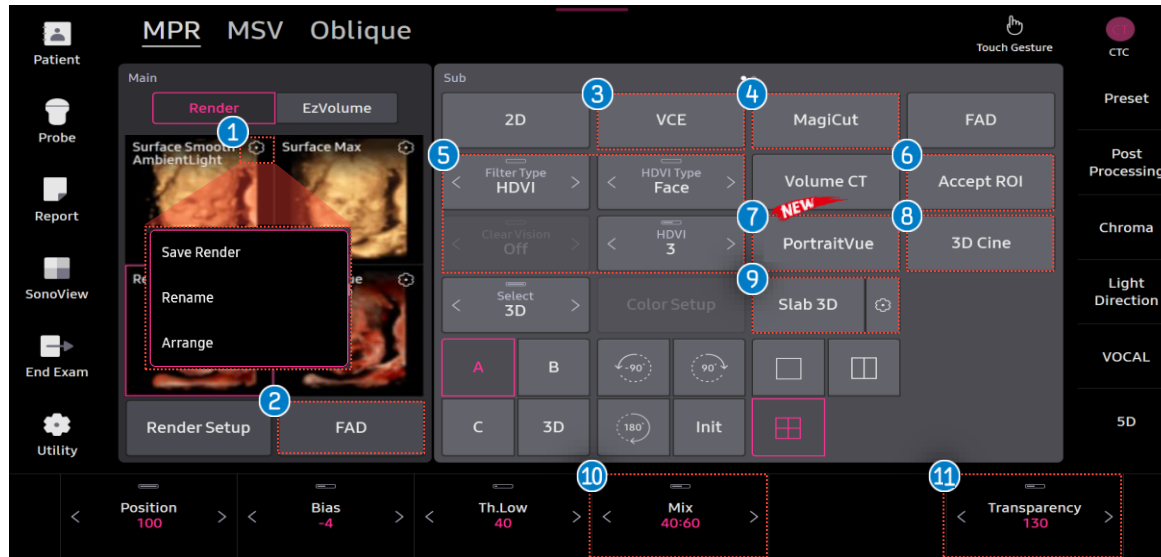 MPR MSV Oblique
Touch Gesture
CT
CTC
Patient
Probe
Report
SonoView
End Exam
Utility
Main
Render
EzVolume
1
Surface Smooth
AmbientLight
Surface Max
Save Render
Rename
Arrange
Re
ue
2
Render Setup
FAD
Sub
2D
3
VCE
4
MagiCut
FAD
5
Filter Type
HDVI
HDVI Type
Face
Volume CT
6
Accept ROI
Clear Vision
Off
HDVI
3
7
NEW
PortraitVue
8
3D Cine
Select
3D
Color Setup
9
Slab 3D
A
B
-90°
90°
C
3D
180°
Init
Preset
Post
Processing
Chroma
Light
Direction
VOCAL
5D
Position
100
Bias
-4
Th.Low
40
10
Mix
40:60
11
Transparency
130